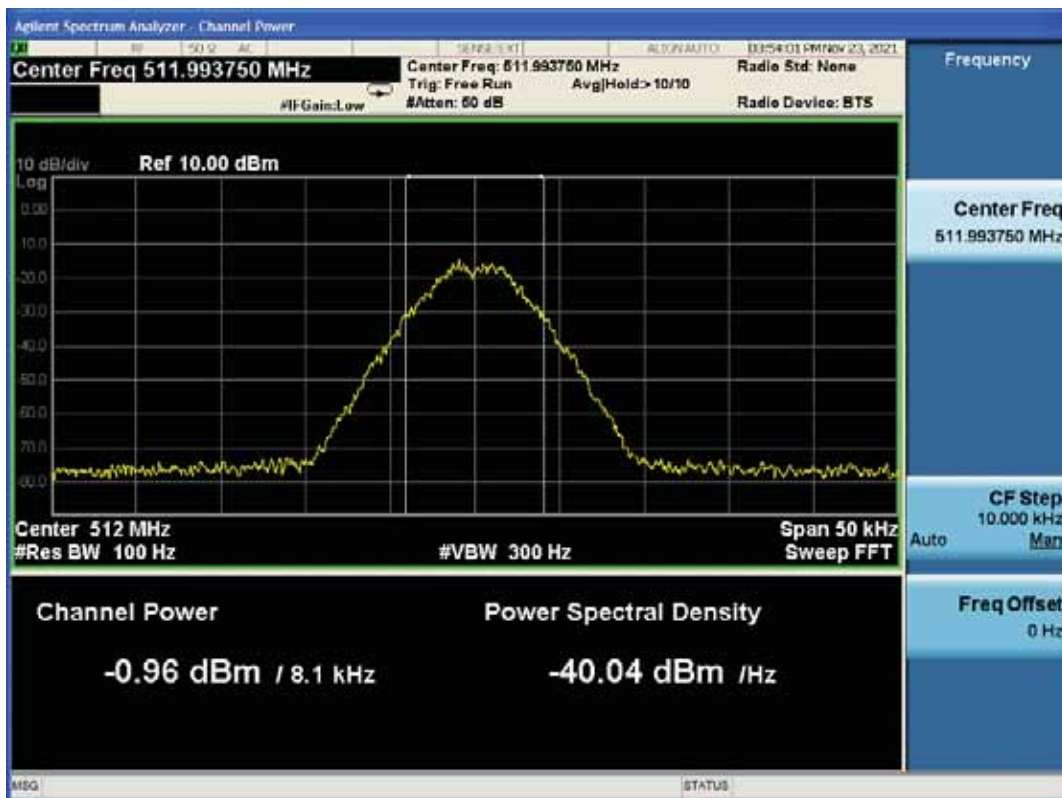 Agilent Spectrum Analyzer - Channel Power
RF 50 Ω AC SENSE:EXT ALIGN AUTO 03:54:01 PM Nov 23, 2021
Center Freq 511.993750 MHz
Center Freq: 511.993750 MHz
Radio Std: None
Trig: Free Run Avg|Hold:> 10/10
#IFGain:Low
#Atten: 50 dB
Radio Device: BTS
Frequency
10 dB/div Ref 10.00 dBm
Log
0.00
-10.0
-20.0
-30.0
-40.0
-50.0
-60.0
-70.0
-80.0
Center 512 MHz Span 50 kHz
#Res BW 100 Hz #VBW 300 Hz Sweep FFT
Channel Power Power Spectral Density
-0.96 dBm / 8.1 kHz -40.04 dBm /Hz
Center Freq
511.993750 MHz
CF Step
10.000 kHz
Auto Man
Freq Offset
0 Hz
MSG STATUS